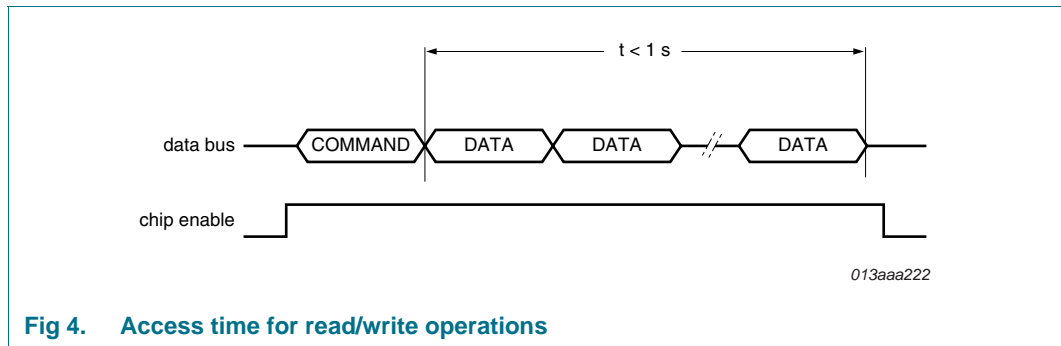 t < 1 s
data bus COMMAND DATA DATA DATA
chip enable
013aaa222
Fig 4. Access time for read/write operations